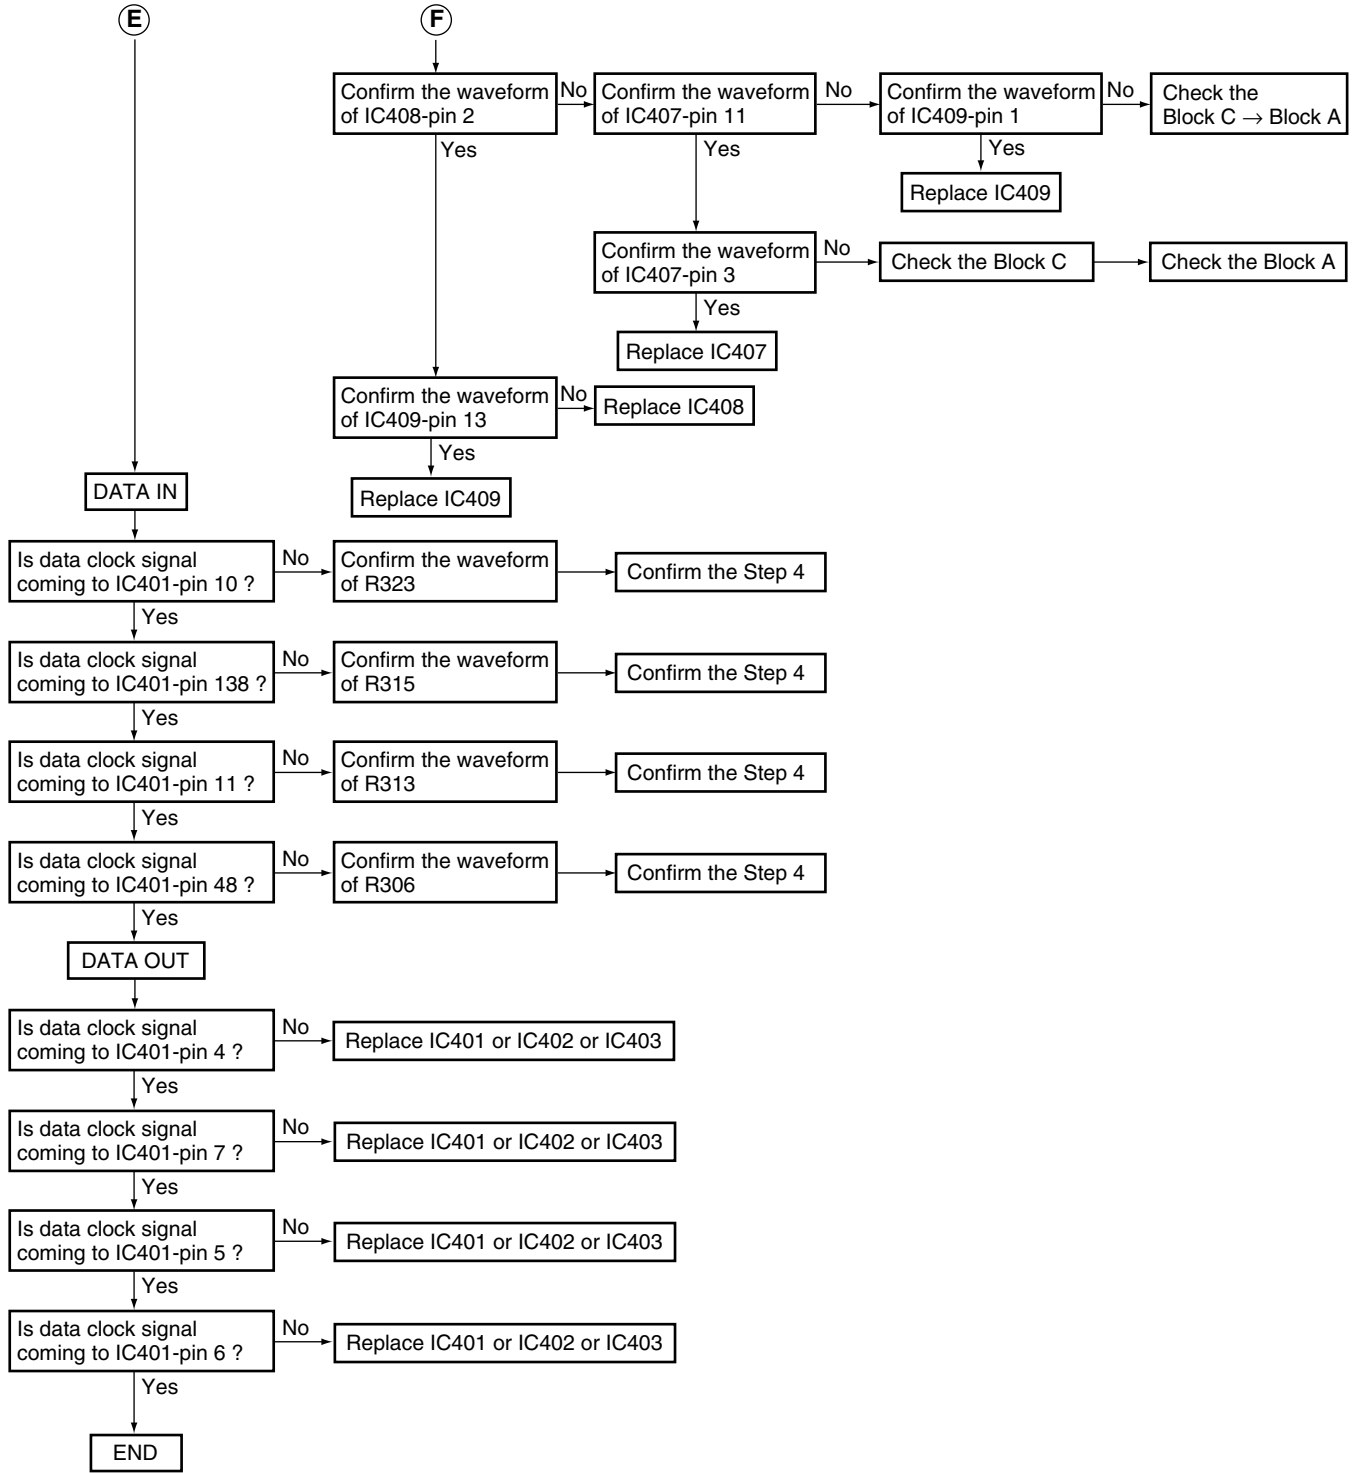 E
F
Confirm the waveform
of IC408-pin 2
No
Confirm the waveform
of IC407-pin 11
No
Confirm the waveform
of IC409-pin 1
No
Check the
Block C → Block A
Yes
Yes
Yes
Replace IC409
Confirm the waveform
of IC407-pin 3
No
Check the Block C
Check the Block A
Yes
Replace IC407
Confirm the waveform
of IC409-pin 13
No
Replace IC408
Yes
Replace IC409
DATA IN
Is data clock signal
coming to IC401-pin 10 ?
No
Confirm the waveform
of R323
Confirm the Step 4
Yes
Is data clock signal
coming to IC401-pin 138 ?
No
Confirm the waveform
of R315
Confirm the Step 4
Yes
Is data clock signal
coming to IC401-pin 11 ?
No
Confirm the waveform
of R313
Confirm the Step 4
Yes
Is data clock signal
coming to IC401-pin 48 ?
No
Confirm the waveform
of R306
Confirm the Step 4
Yes
DATA OUT
Is data clock signal
coming to IC401-pin 4 ?
No
Replace IC401 or IC402 or IC403
Yes
Is data clock signal
coming to IC401-pin 7 ?
No
Replace IC401 or IC402 or IC403
Yes
Is data clock signal
coming to IC401-pin 5 ?
No
Replace IC401 or IC402 or IC403
Yes
Is data clock signal
coming to IC401-pin 6 ?
No
Replace IC401 or IC402 or IC403
Yes
END